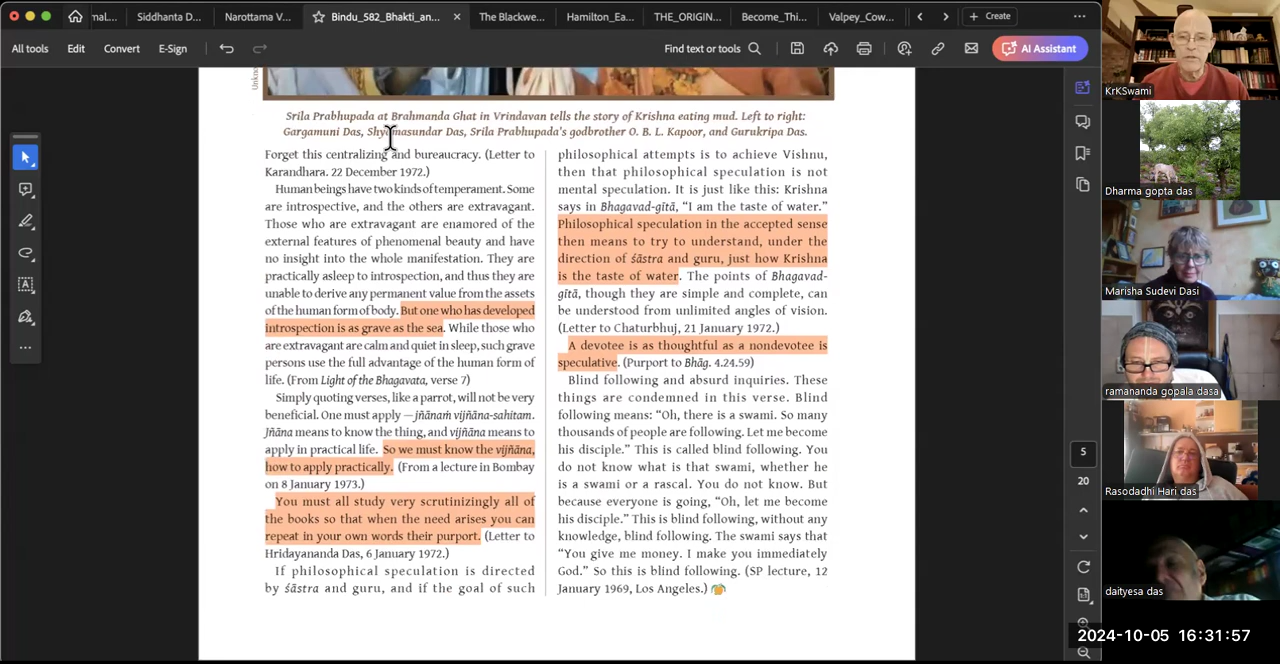 mal...
Siddhanta D...
Narottama V...
Bindu_582_Bhakti_an...
The Blackwe...
Hamilton_Ea...
THE_ORIGIN...
Become_Thi...
Valpey_Cow...
Create
All tools
Edit
Convert
E-Sign
Find text or tools
AI Assistant
Srila Prabhupada at Brahmanda Ghat in Vrindavan tells the story of Krishna eating mud. Left to right:
Gargamuni Das, Shyamasundar Das, Srila Prabhupada's godbrother O. B. L. Kapoor, and Gurukripa Das.
Forget this centralizing and bureaucracy. (Letter to
Karandhara. 22 December 1972.)
Human beings have two kinds of temperament. Some
are introspective, and the others are extravagant.
Those who are extravagant are enamored of the
external features of phenomenal beauty and have
no insight into the whole manifestation. They are
practically asleep to introspection, and thus they are
unable to derive any permanent value from the assets
of the human form of body. But one who has developed
introspection is as grave as the sea. While those who
are extravagant are calm and quiet in sleep, such grave
persons use the full advantage of the human form of
life. (From Light of the Bhagavata, verse 7)
Simply quoting verses, like a parrot, will not be very
beneficial. One must apply — jñānaṁ vijñāna-sahitam.
Jñāna means to know the thing, and vijñāna means to
apply in practical life. So we must know the vijñāna,
how to apply practically. (From a lecture in Bombay
on 8 January 1973.)
You must all study very scrutinizingly all of
the books so that when the need arises you can
repeat in your own words their purport. (Letter to
Hridayananda Das, 6 January 1972.)
If philosophical speculation is directed
by śāstra and guru, and if the goal of such
philosophical attempts is to achieve Vishnu,
then that philosophical speculation is not
mental speculation. It is just like this: Krishna
says in Bhagavad-gītā, “I am the taste of water.”
Philosophical speculation in the accepted sense
then means to try to understand, under the
direction of śāstra and guru, just how Krishna
is the taste of water. The points of Bhagavad-
gītā, though they are simple and complete, can
be understood from unlimited angles of vision.
(Letter to Chaturbhuj, 21 January 1972.)
A devotee is as thoughtful as a nondevotee is
speculative. (Purport to Bhāg. 4.24.59)
Blind following and absurd inquiries. These
things are condemned in this verse. Blind
following means: “Oh, there is a swami. So many
thousands of people are following. Let me become
his disciple.” This is called blind following. You
do not know what is that swami, whether he
is a swami or a rascal. You do not know. But
because everyone is going, “Oh, let me become
his disciple.” This is blind following, without any
knowledge, blind following. The swami says that
“You give me money. I make you immediately
God.” So this is blind following. (SP lecture, 12
January 1969, Los Angeles.)
5
20
KrKSwami
Dharma gopta das
Marisha Sudevi Dasi
ramananda gopala dasa
Rasodadhi Hari das
daityesa das
2024-10-05 16:31:57